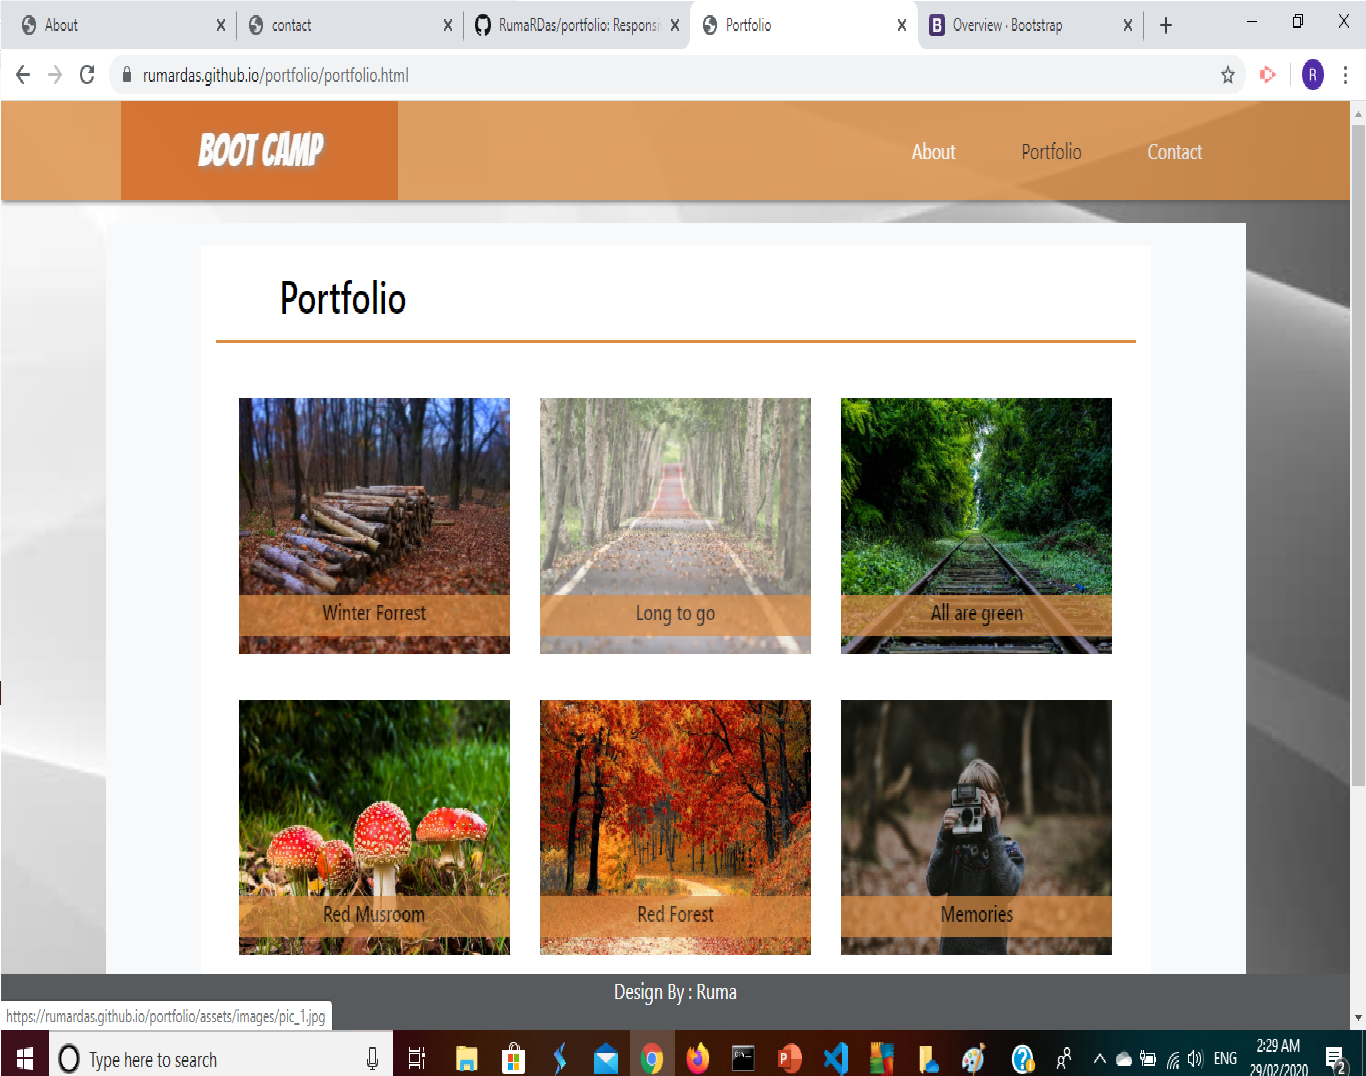 About
contact
RumaRDas/portfolio: Responsi
Portfolio
Overview · Bootstrap
rumardas.github.io/portfolio/portfolio.html
R
BOOT CAMP
About
Portfolio
Contact
Portfolio
Winter Forrest
Long to go
All are green
Red Musroom
Red Forest
Memories
Design By : Ruma
https://rumardas.github.io/portfolio/assets/images/pic_1.jpg
Type here to search
ENG
2:29 AM
29/02/2020
2